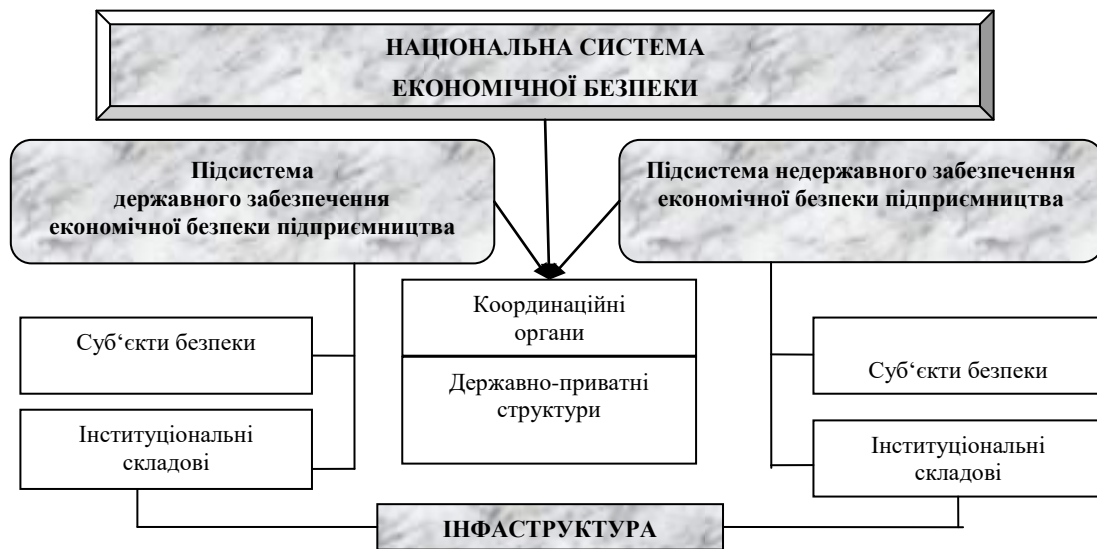 НАЦІОНАЛЬНА СИСТЕМА
ЕКОНОМІЧНОЇ БЕЗПЕКИ
Підсистема
державного забезпечення
економічної безпеки підприємництва
Підсистема недержавного забезпечення
економічної безпеки підприємництва
Координаційні
органи
Державно-приватні
структури
Суб‘єкти безпеки
Інституціональні
складові
Суб‘єкти безпеки
Інституціональні
складові
ІНФАСТРУКТУРА